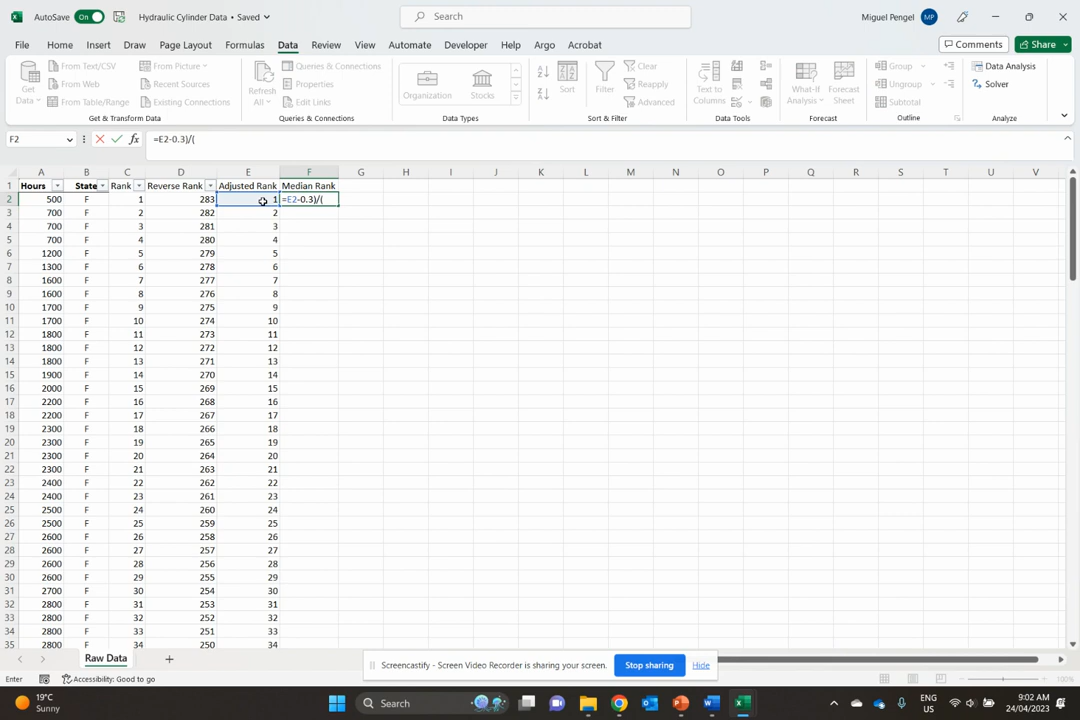 AutoSave On Hydraulic Cylinder Data • Saved Search Miguel Pengel MP
File Home Insert Draw Page Layout Formulas Data Review View Automate Developer Help Argo Acrobat Comments Share
Get Data From Text/CSV From Picture Refresh All Queries & Connections Organization Stocks Sort Filter Clear Text to Columns What-If Analysis Forecast Sheet Group Data Analysis
From Web Recent Sources Properties Reapply Ungroup Solver
From Table/Range Existing Connections Edit Links Advanced Subtotal
Get & Transform Data Queries & Connections Data Types Sort & Filter Data Tools Forecast Outline Analyze
F2 fx =E2-0.3)/(
A B C D E F G H I J K L M N O P Q R S T U V
1 Hours State Rank Reverse Rank Adjusted Rank Median Rank
2 500 F 1 283 1 =E2-0.3)/(
3 700 F 2 282 2
4 700 F 3 281 3
5 700 F 4 280 4
6 1200 F 5 279 5
7 1300 F 6 278 6
8 1600 F 7 277 7
9 1600 F 8 276 8
10 1700 F 9 275 9
11 1700 F 10 274 10
12 1800 F 11 273 11
13 1800 F 12 272 12
14 1800 F 13 271 13
15 1900 F 14 270 14
16 2000 F 15 269 15
17 2200 F 16 268 16
18 2200 F 17 267 17
19 2300 F 18 266 18
20 2300 F 19 265 19
21 2300 F 20 264 20
22 2300 F 21 263 21
23 2400 F 22 262 22
24 2400 F 23 261 23
25 2500 F 24 260 24
26 2500 F 25 259 25
27 2600 F 26 258 26
28 2600 F 27 257 27
29 2600 F 28 256 28
30 2600 F 29 255 29
31 2700 F 30 254 30
32 2800 F 31 253 31
33 2800 F 32 252 32
34 2800 F 33 251 33
35 2800 F 34 250 34
Raw Data
Screencastify - Screen Video Recorder is sharing your screen. Stop sharing Hide
Enter Accessibility: Good to go 100%
19°C
Sunny
Search
ENG
US
9:02 AM
24/04/2023